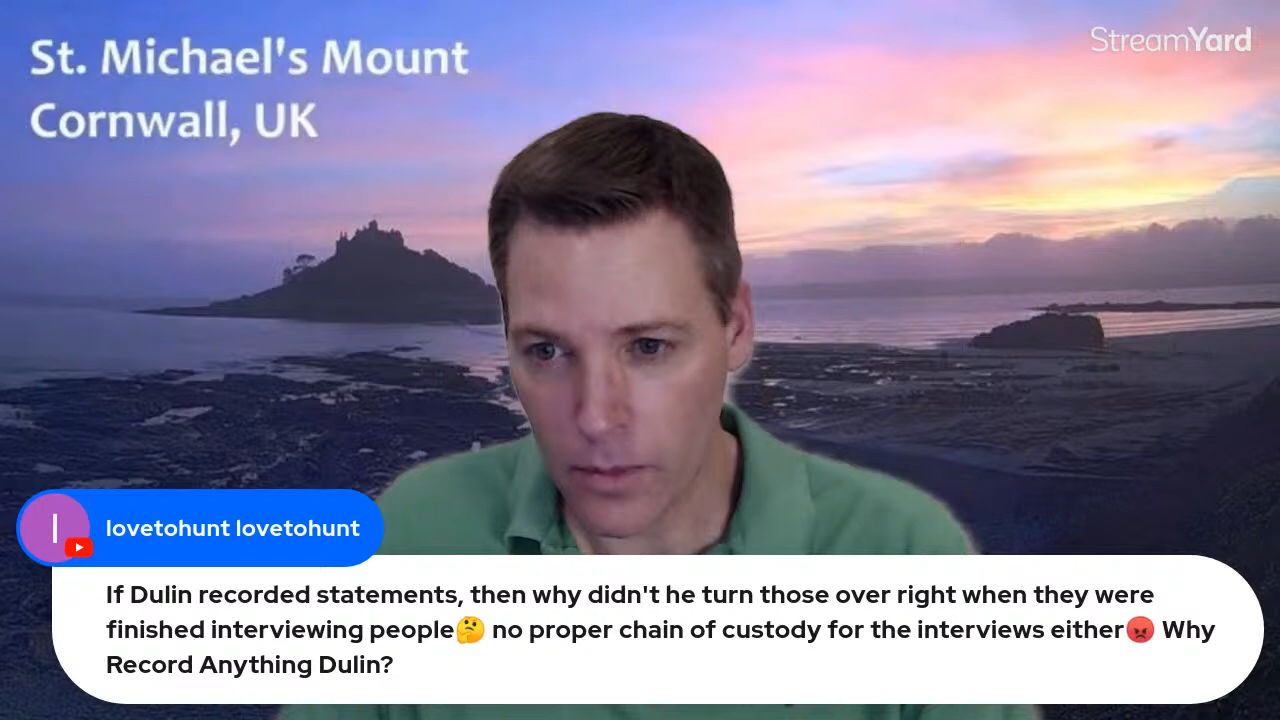 St. Michael's Mount
Cornwall, UK
StreamYard
l
lovetohunt lovetohunt
If Dulin recorded statements, then why didn't he turn those over right when they were
finished interviewing people🤔 no proper chain of custody for the interviews either😡 Why
Record Anything Dulin?